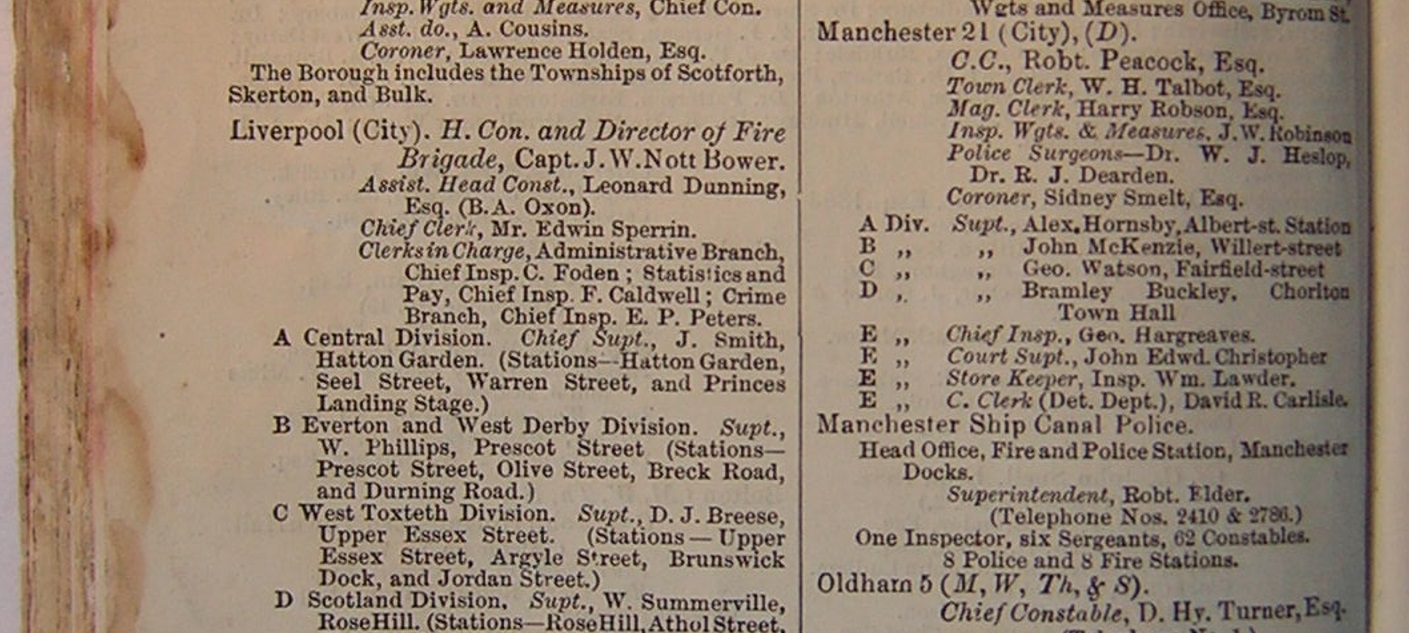 Insp. Wgts. and Measures, Chief Con.
Asst. do., A. Cousins.
Coroner, Lawrence Holden, Esq.
The Borough includes the Townships of Scotforth,
Skerton, and Bulk.
Liverpool (City). H. Con. and Director of Fire
Brigade, Capt. J. W. Nott Bower.
Assist. Head Const., Leonard Dunning,
Esq. (B.A. Oxon).
Chief Clerk, Mr. Edwin Sperrin.
Clerks in Charge, Administrative Branch,
Chief Insp. C. Foden ; Statistics and
Pay, Chief Insp. F. Caldwell ; Crime
Branch, Chief Insp. E. P. Peters.
A Central Division. Chief Supt., J. Smith,
Hatton Garden. (Stations—Hatton Garden,
Seel Street, Warren Street, and Princes
Landing Stage.)
B Everton and West Derby Division. Supt.,
W. Phillips, Prescot Street (Stations—
Prescot Street, Olive Street, Breck Road,
and Durning Road.)
C West Toxteth Division. Supt., D. J. Breese,
Upper Essex Street. (Stations — Upper
Essex Street, Argyle Street, Brunswick
Dock, and Jordan Street.)
D Scotland Division. Supt., W. Summerville,
Rose Hill. (Stations—Rose Hill, Athol Street,
Wgts and Measures Office, Byrom St.
Manchester 21 (City), (D).
C.C., Robt. Peacock, Esq.
Town Clerk, W. H. Talbot, Esq.
Mag. Clerk, Harry Robson, Esq.
Insp. Wgts. & Measures, J. W. Robinson
Police Surgeons—Dr. W. J. Heslop,
Dr. R. J. Dearden.
Coroner, Sidney Smelt, Esq.
A Div. Supt., Alex. Hornsby, Albert-st. Station
B „ „ John McKenzie, Willert-street
C „ „ Geo. Watson, Fairfield-street
D „ „ Bramley Buckley, Chorlton
Town Hall
E „ Chief Insp., Geo. Hargreaves.
E „ Court Supt., John Edwd. Christopher
E „ Store Keeper, Insp. Wm. Lawder.
E „ C. Clerk (Det. Dept.), David R. Carlisle.
Manchester Ship Canal Police.
Head Office, Fire and Police Station, Manchester
Docks.
Superintendent, Robt. Elder.
(Telephone Nos. 2410 & 2786.)
One Inspector, six Sergeants, 62 Constables.
8 Police and 8 Fire Stations.
Oldham 5 (M, W, Th, & S).
Chief Constable, D. Hy. Turner, Esq.